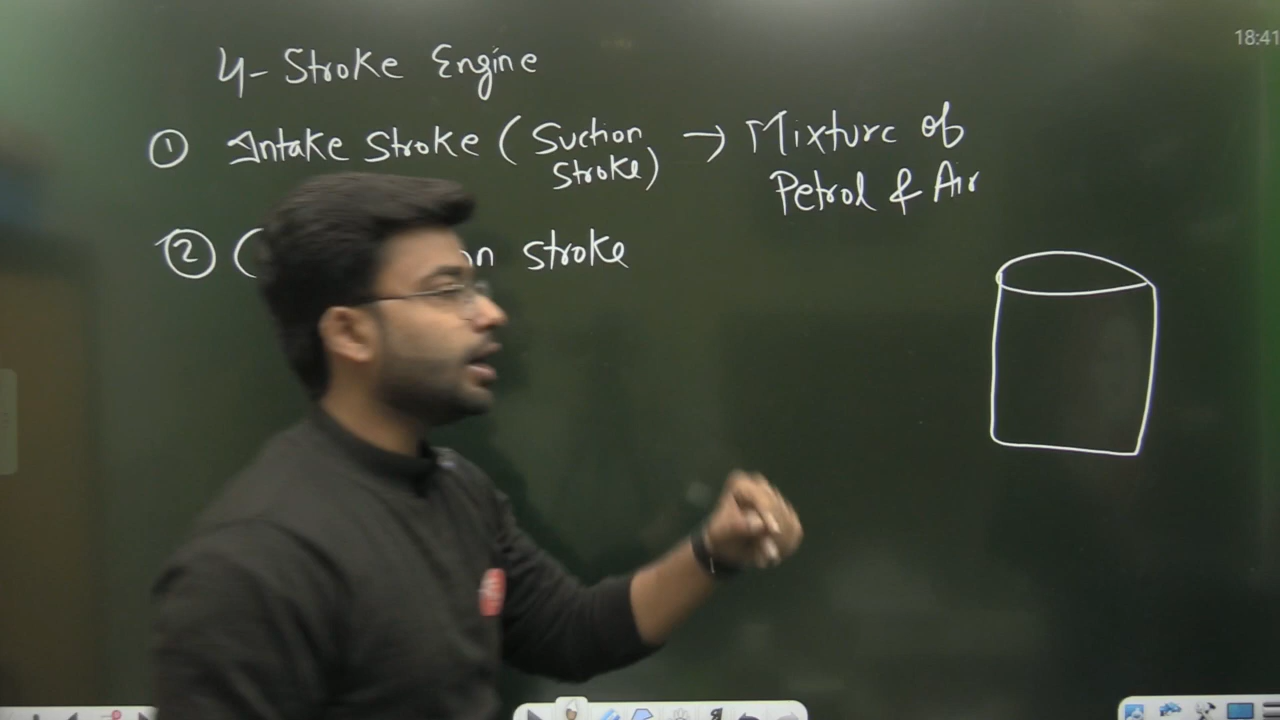 18:41
4- Stroke Engine
① Intake Stroke ( Suction Stroke) → Mixture of Petrol & Air
② stroke